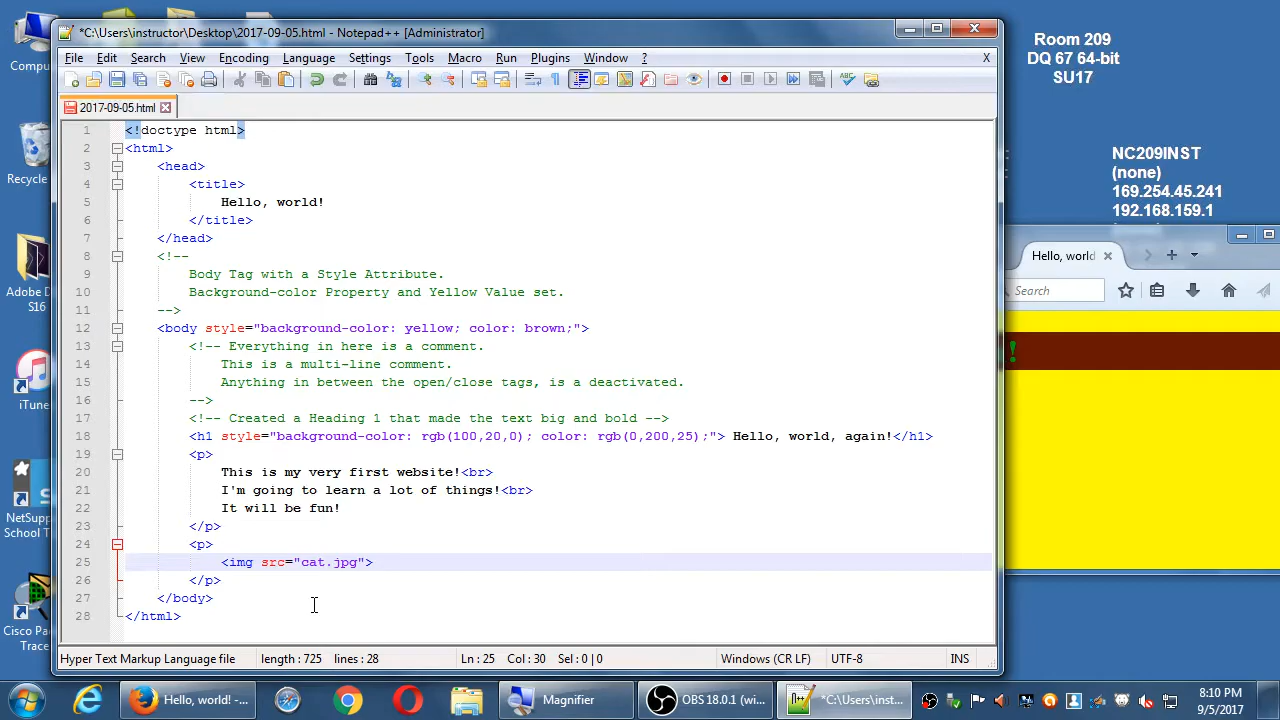 *C:\Users\instructor\Desktop\2017-09-05.html - Notepad++ [Administrator]
File Edit Search View Encoding Language Settings Tools Macro Run Plugins Window ? X
2017-09-05.html
1 <!doctype html>
2 <html>
3 <head>
4 <title>
5 Hello, world!
6 </title>
7 </head>
8 <!--
9 Body Tag with a Style Attribute.
10 Background-color Property and Yellow Value set.
11 -->
12 <body style="background-color: yellow; color: brown;">
13 <!-- Everything in here is a comment.
14 This is a multi-line comment.
15 Anything in between the open/close tags, is a deactivated.
16 -->
17 <!-- Created a Heading 1 that made the text big and bold -->
18 <h1 style="background-color: rgb(100,20,0); color: rgb(0,200,25);"> Hello, world, again!</h1>
19 <p>
20 This is my very first website!<br>
21 I'm going to learn a lot of things!<br>
22 It will be fun!
23 </p>
24 <p>
25 <img src="cat.jpg">
26 </p>
27 </body>
28 </html>
Hyper Text Markup Language file length : 725 lines : 28 Ln : 25 Col : 30 Sel : 0 | 0 Windows (CR LF) UTF-8 INS
Compu
Recycle
Adobe D
S16
iTune
NetSupp
School T
Cisco Pa
Trace
Room 209
DQ 67 64-bit
SU17
NC209INST
(none)
169.254.45.241
192.168.159.1
Hello, world
Search
!
Hello, world! -...
Magnifier
OBS 18.0.1 (wi...
*C:\Users\inst...
8:10 PM
9/5/2017